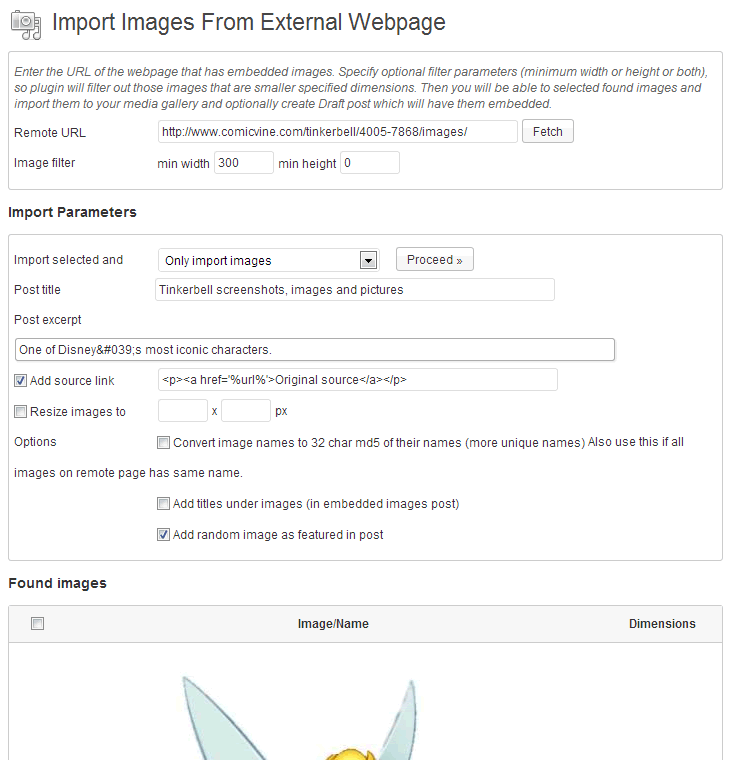 Import Images From External Webpage
Enter the URL of the webpage that has embedded images. Specify optional filter parameters (minimum width or height or both),
so plugin will filter out those images that are smaller specified dimensions. Then you will be able to selected found images and
import them to your media gallery and optionally create Draft post which will have them embedded.
Remote URL http://www.comicvine.com/tinkerbell/4005-7868/images/ Fetch
Image filter min width 300 min height 0
Import Parameters
Import selected and Only import images Proceed »
Post title Tinkerbell screenshots, images and pictures
Post excerpt
One of Disney&#039;s most iconic characters.
Add source link <p><a href='%url%'>Original source</a></p>
Resize images to x px
Options Convert image names to 32 char md5 of their names (more unique names) Also use this if all
images on remote page has same name.
Add titles under images (in embedded images post)
Add random image as featured in post
Found images
Image/Name Dimensions